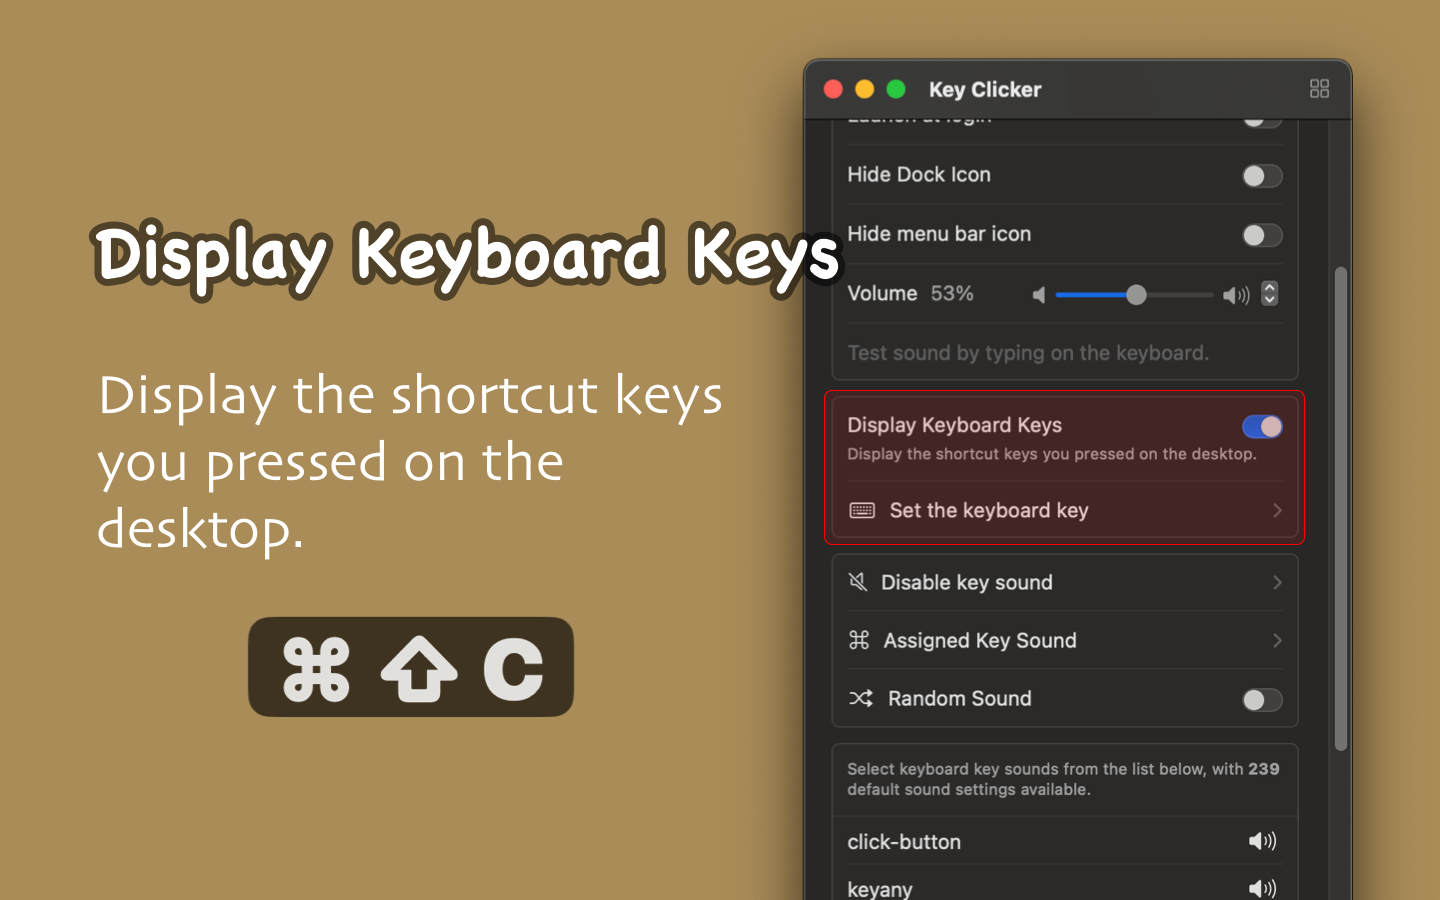 Display Keyboard Keys
Display the shortcut keys
you pressed on the
desktop.
⌘ ⇧ C
Key Clicker
Launch at login
Hide Dock Icon
Hide menu bar icon
Volume 53%
Test sound by typing on the keyboard.
Display Keyboard Keys
Display the shortcut keys you pressed on the desktop.
Set the keyboard key
Disable key sound
⌘ Assigned Key Sound
Random Sound
Select keyboard key sounds from the list below, with 239
default sound settings available.
click-button
keyany